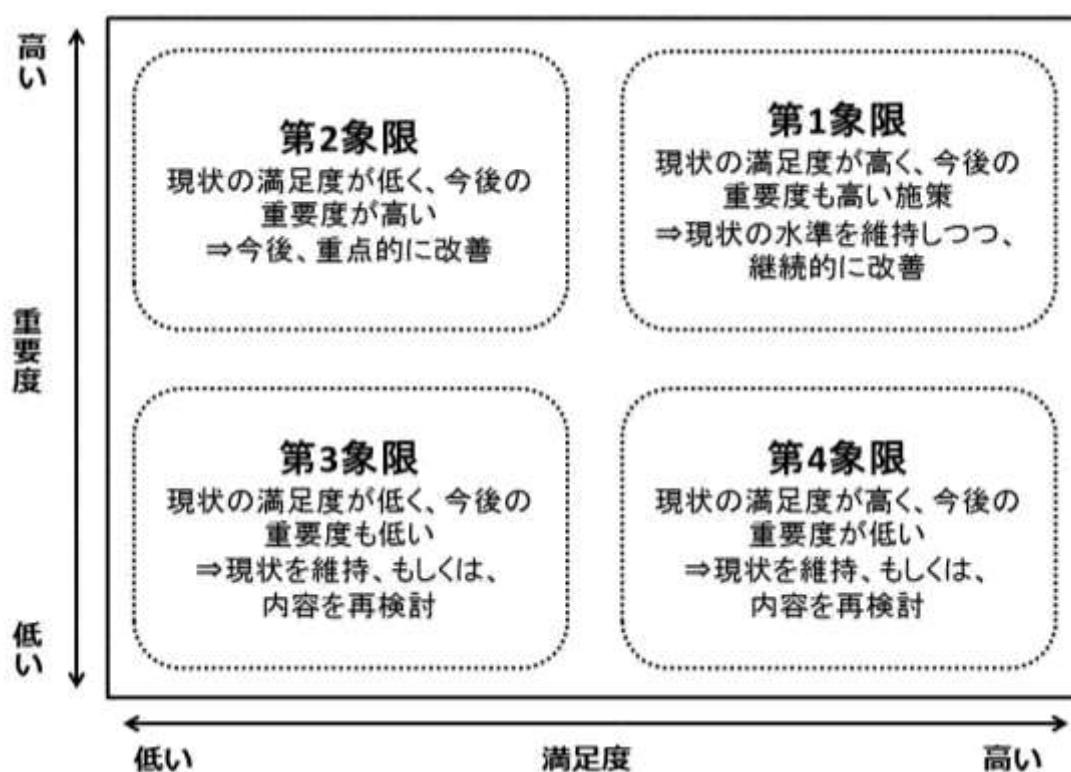 高い
重要度
低い
第2象限
現状の満足度が低く、今後の
重要度が高い
⇒今後、重点的に改善
第1象限
現状の満足度が高く、今後の
重要度も高い施策
⇒現状の水準を維持しつつ、
継続的に改善
第3象限
現状の満足度が低く、今後の
重要度も低い
⇒現状を維持、もしくは、
内容を再検討
第4象限
現状の満足度が高く、今後の
重要度が低い
⇒現状を維持、もしくは、
内容を再検討
低い
満足度
高い